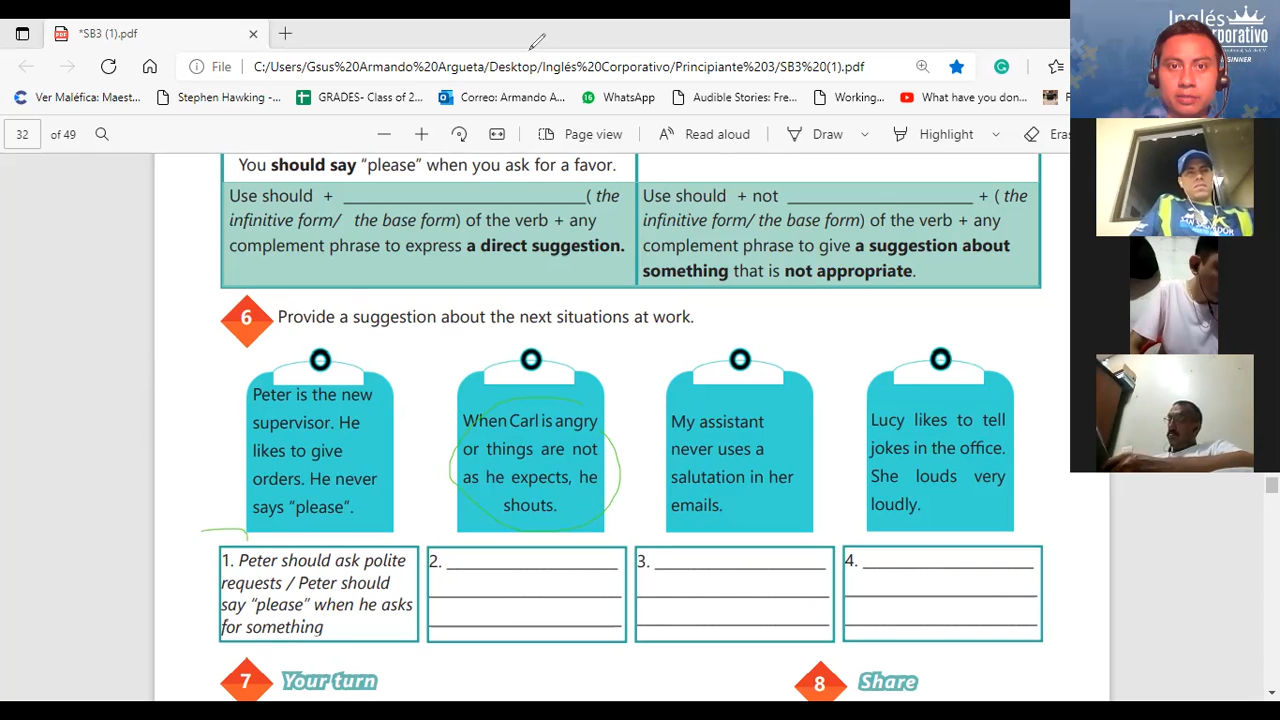 *SB3 (1).pdf
File
C:/Users/Gsus%20Armando%20Argueta/Desktop/Ingles%20Corporativo/Principiante%203/SB3%20(1).pdf
Ver Maléfica: Maest...
Stephen Hawking -...
GRADES- Class of 2...
Correo: Armando A...
WhatsApp
Audible Stories: Fre...
Working...
What have you don...
32 of 49
Page view
Read aloud
Draw
Highlight
Eras
You should say “please” when you ask for a favor.
Use should + ( the
infinitive form/ the base form) of the verb + any
complement phrase to express a direct suggestion.
Use should + not + ( the
infinitive form/ the base form) of the verb + any
complement phrase to give a suggestion about
something that is not appropriate.
6 Provide a suggestion about the next situations at work.
Peter is the new
supervisor. He
likes to give
orders. He never
says “please”.
When Carl is angry
or things are not
as he expects, he
shouts.
My assistant
never uses a
salutation in her
emails.
Lucy likes to tell
jokes in the office.
She louds very
loudly.
1. Peter should ask polite
requests / Peter should
say “please” when he asks
for something
2.
3.
4.
7 Your turn
8 Share
Inglés
SINNER